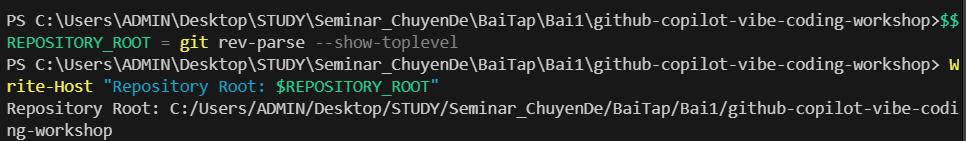 PS C:\Users\ADMIN\Desktop\STUDY\Seminar_ChuyenDe\BaiTap\Bai1\github-copilot-vibe-coding-workshop>$$
REPOSITORY_ROOT = git rev-parse --show-toplevel
PS C:\Users\ADMIN\Desktop\STUDY\Seminar_ChuyenDe\BaiTap\Bai1\github-copilot-vibe-coding-workshop> W
rite-Host "Repository Root: $REPOSITORY_ROOT"
Repository Root: C:/Users/ADMIN/Desktop/STUDY/Seminar_ChuyenDe/BaiTap/Bai1/github-copilot-vibe-codi
ng-workshop